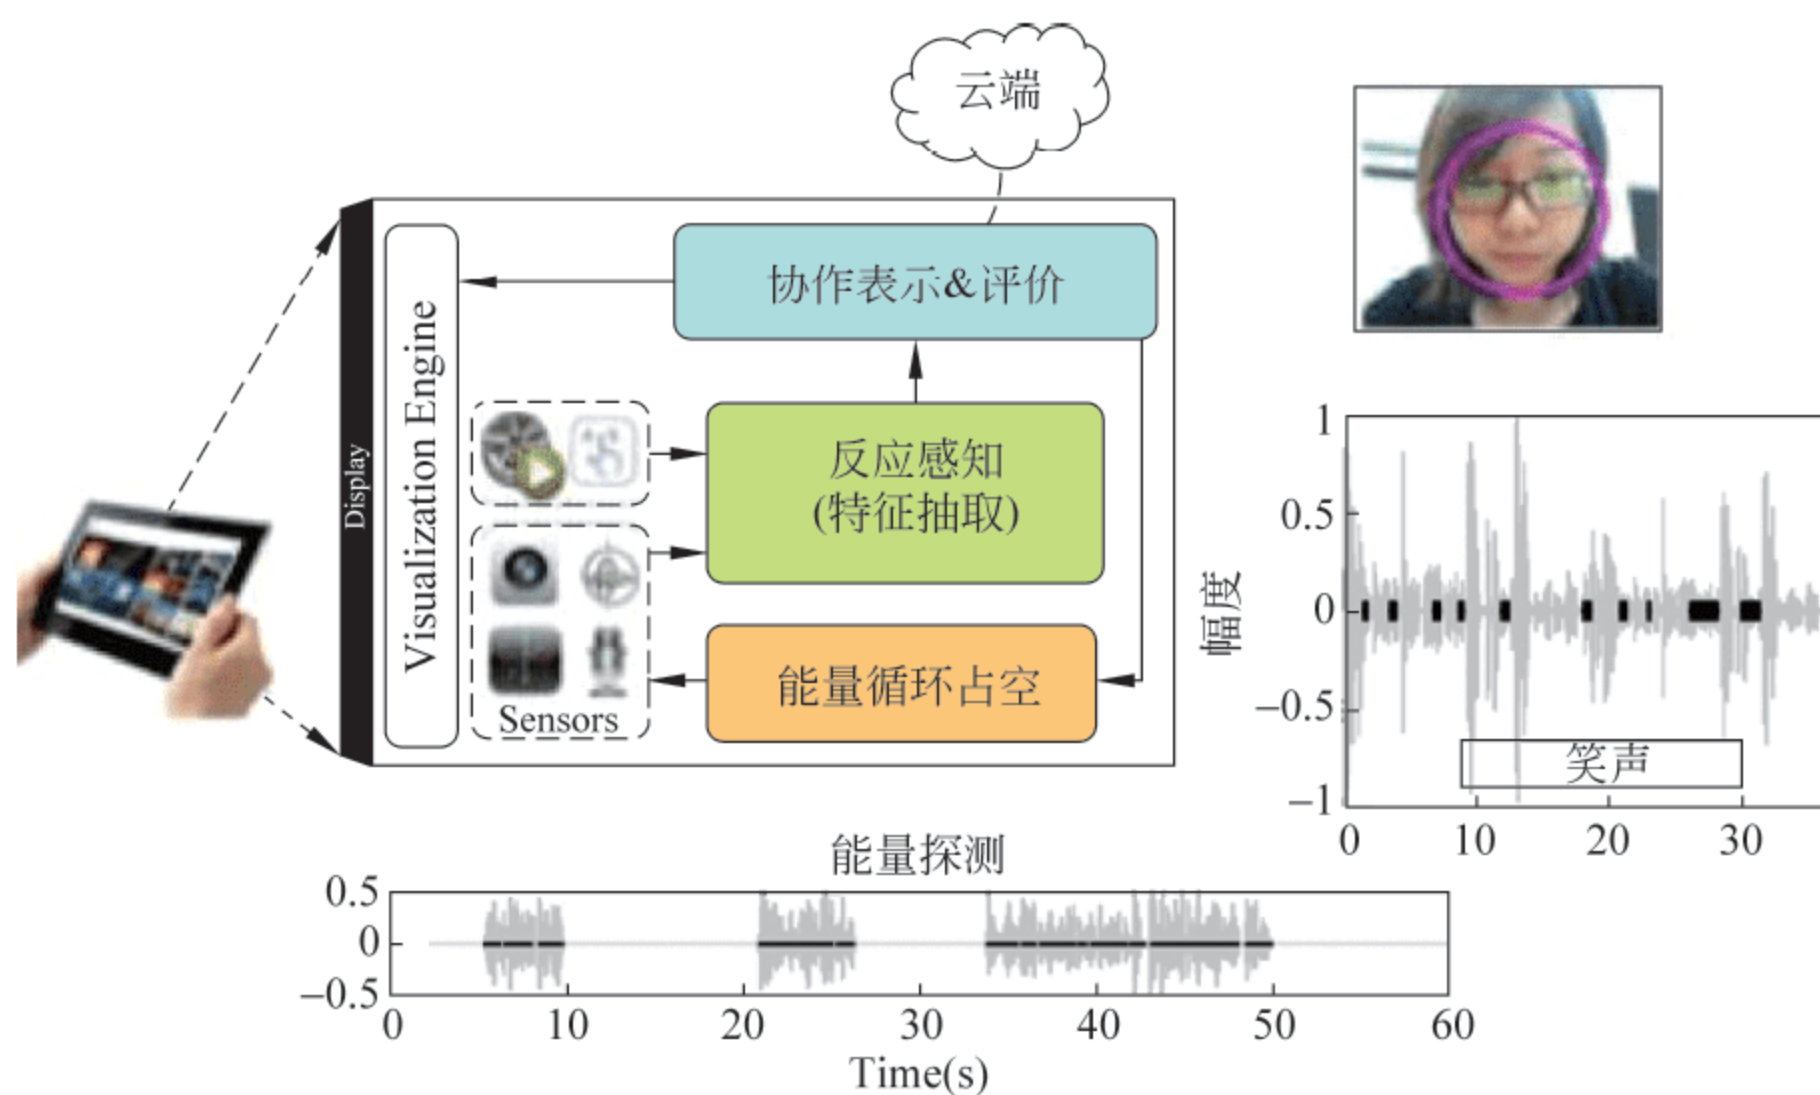 云端
协作表示&评价
Visualization Engine
Display
反应感知
(特征抽取)
能量循环占空
Sensors
1
0.5
0
−0.5
−1
幅度
笑声
0 10 20 30
能量探测
0.5
0
−0.5
0 10 20 30 40 50 60
Time(s)